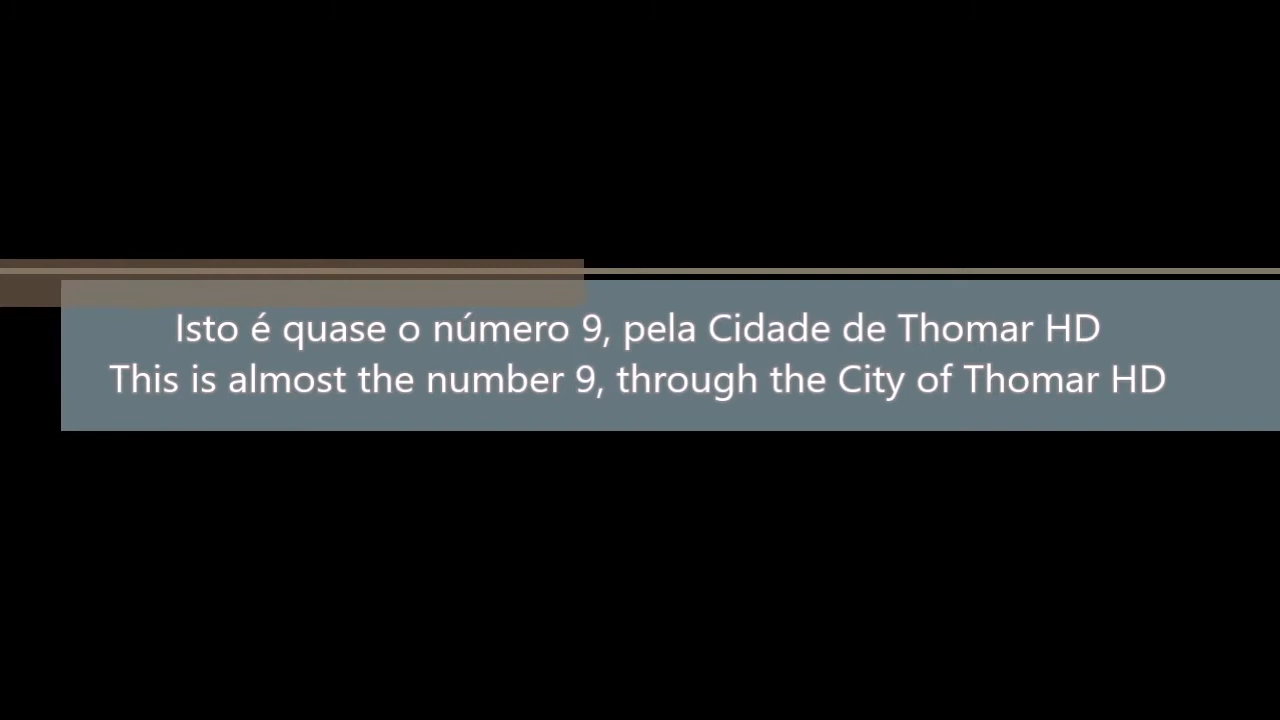 Isto é quase o número 9, pela Cidade de Thomar HD
This is almost the number 9, through the City of Thomar HD